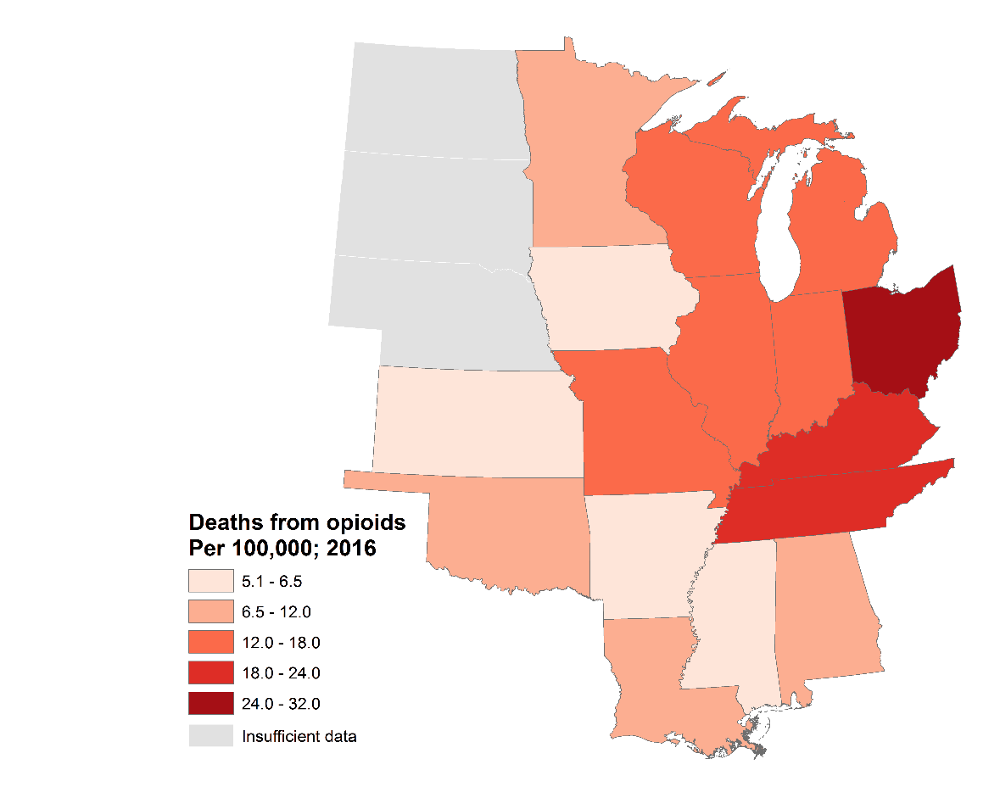 Deaths from opioids
Per 100,000; 2016
5.1 - 6.5
6.5 - 12.0
12.0 - 18.0
18.0 - 24.0
24.0 - 32.0
Insufficient data